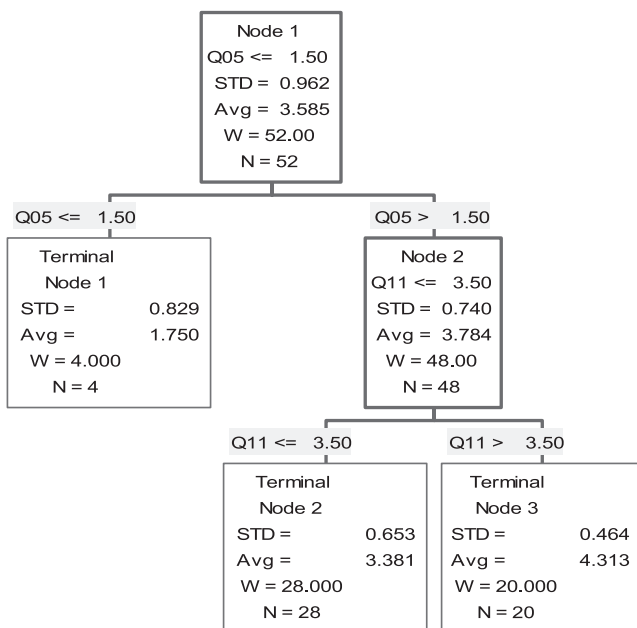 Node 1
Q05 <= 1.50
STD = 0.962
Avg = 3.585
W = 52.00
N = 52
Q05 <= 1.50
Q05 > 1.50
Terminal
Node 1
STD = 0.829
Avg = 1.750
W = 4.000
N = 4
Node 2
Q11 <= 3.50
STD = 0.740
Avg = 3.784
W = 48.00
N = 48
Q11 <= 3.50
Q11 > 3.50
Terminal
Node 2
STD = 0.653
Avg = 3.381
W = 28.000
N = 28
Terminal
Node 3
STD = 0.464
Avg = 4.313
W = 20.000
N = 20